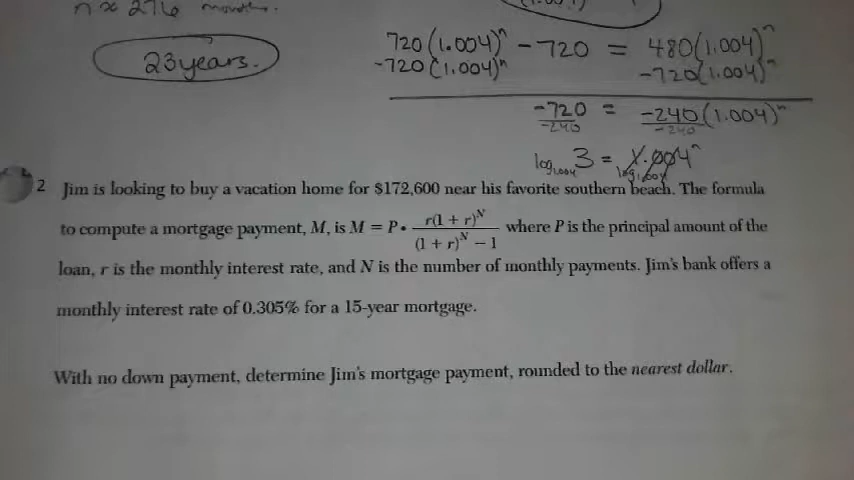 n ≈ 276 months.
23 years.
720(1.004)ⁿ - 720 = 480(1.004)ⁿ
-720(1.004)ⁿ -720(1.004)ⁿ
-720/-240 = -240(1.004)ⁿ/-240
log₁.₀₀₄ 3 = 1.004ⁿ log₁.₀₀₄
2 Jim is looking to buy a vacation home for $172,600 near his favorite southern beach. The formula
to compute a mortgage payment, M, is M = P • r(1 + r)ᴺ/(1 + r)ᴺ − 1 where P is the principal amount of the
loan, r is the monthly interest rate, and N is the number of monthly payments. Jim's bank offers a
monthly interest rate of 0.305% for a 15-year mortgage.
With no down payment, determine Jim's mortgage payment, rounded to the nearest dollar.